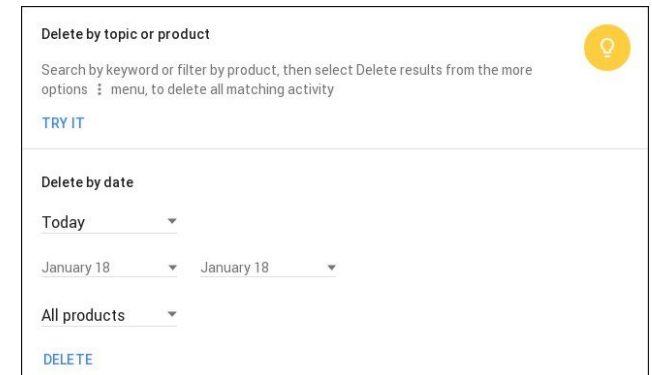 Delete by topic or product
Search by keyword or filter by product, then select Delete results from the more
options ⋮ menu, to delete all matching activity
TRY IT
Delete by date
Today
January 18 January 18
All products
DELETE